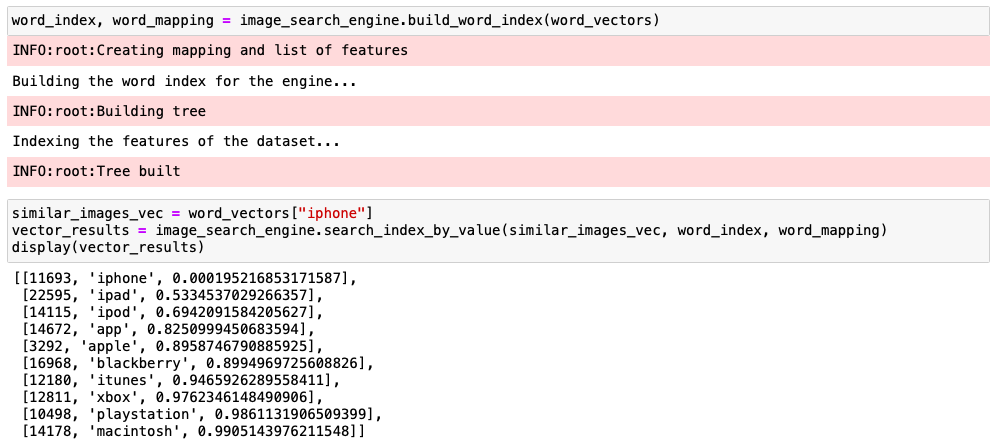 word_index, word_mapping = image_search_engine.build_word_index(word_vectors)
INFO:root:Creating mapping and list of features
Building the word index for the engine...
INFO:root:Building tree
Indexing the features of the dataset...
INFO:root:Tree built
similar_images_vec = word_vectors["iphone"]
vector_results = image_search_engine.search_index_by_value(similar_images_vec, word_index, word_mapping)
display(vector_results)
[[11693, 'iphone', 0.000195216853171587],
[22595, 'ipad', 0.5334537029266357],
[14115, 'ipod', 0.6942091584205627],
[14672, 'app', 0.8250999450683594],
[3292, 'apple', 0.8958746790885925],
[16968, 'blackberry', 0.8994969725608826],
[12180, 'itunes', 0.9465926289558411],
[12811, 'xbox', 0.9762346148490906],
[10498, 'playstation', 0.9861131906509399],
[14178, 'macintosh', 0.9905143976211548]]